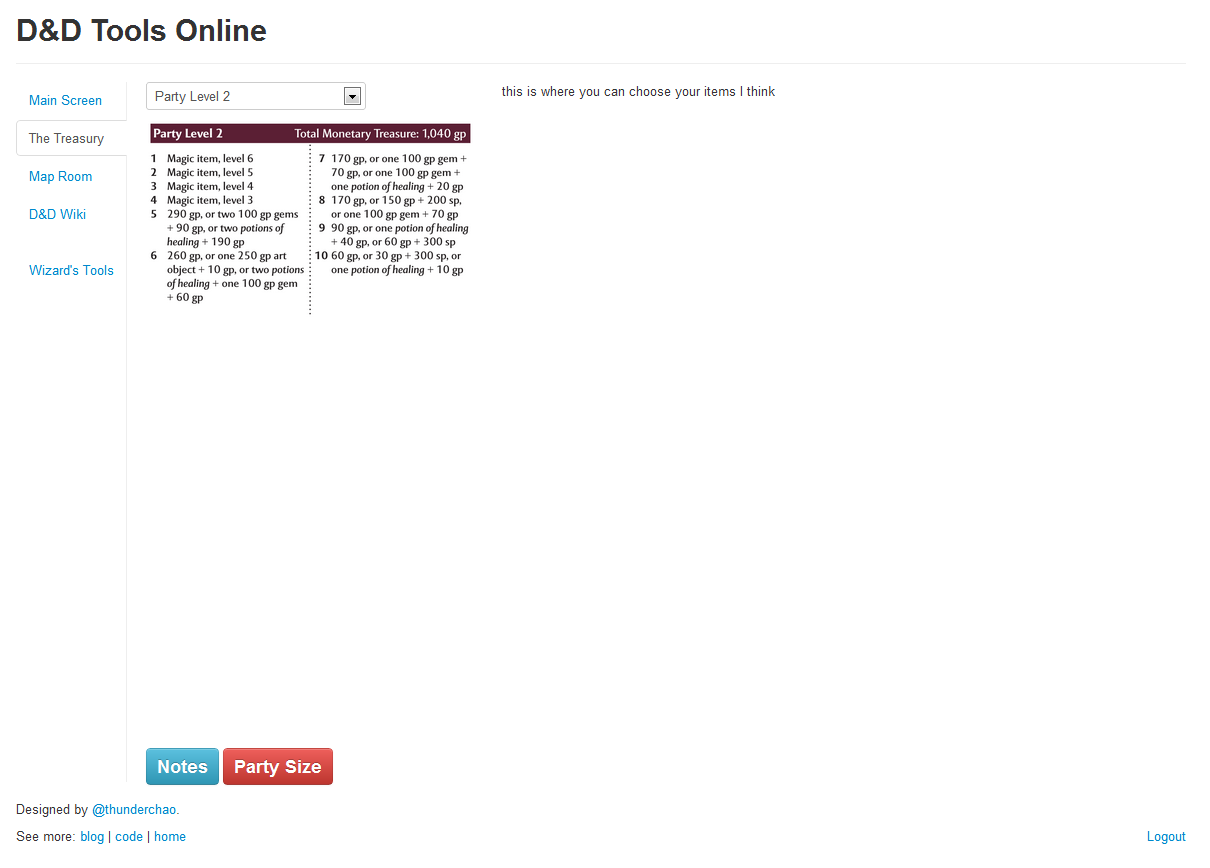 D&D Tools Online
Main Screen
The Treasury
Map Room
D&D Wiki
Wizard's Tools
Party Level 2
Party Level 2 Total Monetary Treasure: 1,040 gp
1 Magic item, level 6
2 Magic item, level 5
3 Magic item, level 4
4 Magic item, level 3
5 290 gp, or two 100 gp gems
+ 90 gp, or two potions of
healing + 190 gp
6 260 gp, or one 250 gp art
object + 10 gp, or two potions
of healing + one 100 gp gem
+ 60 gp
7 170 gp, or one 100 gp gem +
70 gp, or one 100 gp gem +
one potion of healing + 20 gp
8 170 gp, or 150 gp + 200 sp,
or one 100 gp gem + 70 gp
9 90 gp, or one potion of healing
+ 40 gp, or 60 gp + 300 sp
10 60 gp, or 30 gp + 300 sp, or
one potion of healing + 10 gp
this is where you can choose your items I think
Notes
Party Size
Designed by @thunderchao.
See more: blog | code | home
Logout